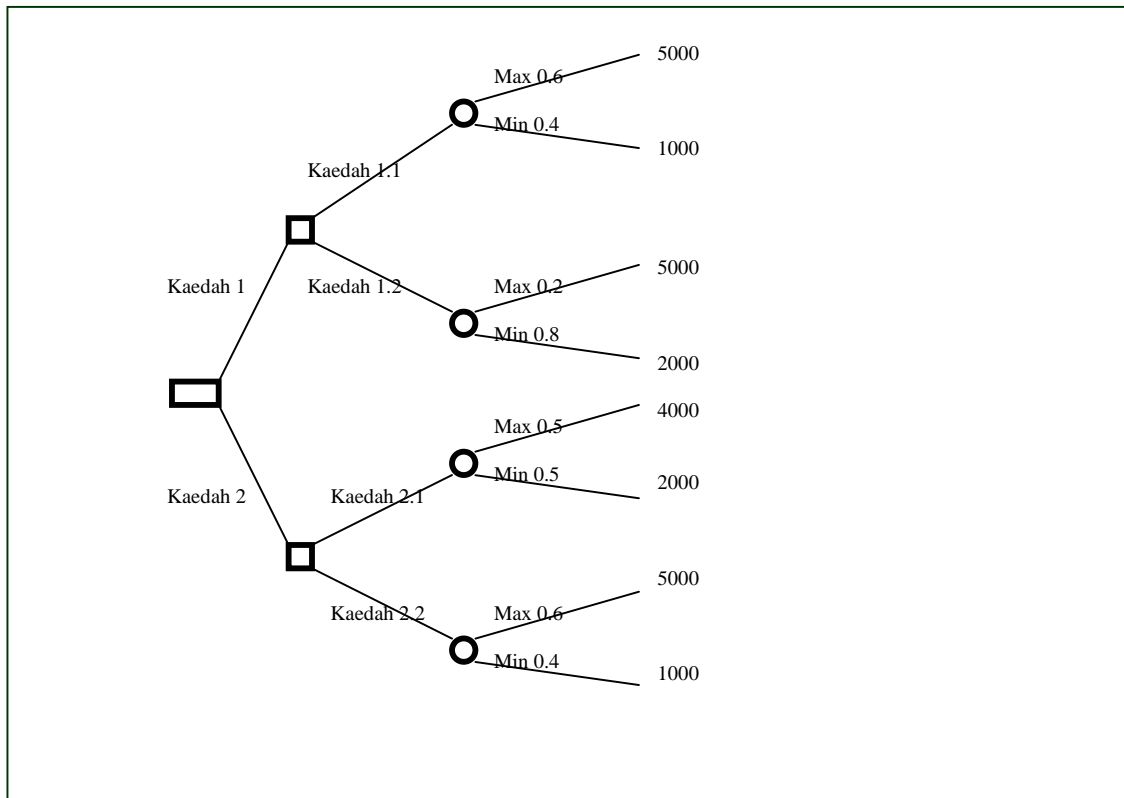 5000
Max 0.6
Min 0.4
1000
Kaedah 1.1
Kaedah 1
Kaedah 1.2
Max 0.2
5000
Min 0.8
2000
4000
Max 0.5
Min 0.5
2000
Kaedah 2
Kaedah 2.1
5000
Kaedah 2.2
Max 0.6
Min 0.4
1000